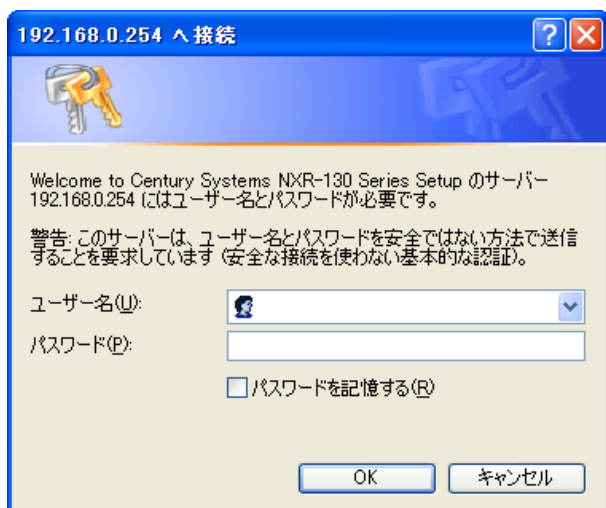 192.168.0.254 へ接続
Welcome to Century Systems NXR-130 Series Setup のサーバー
192.168.0.254 にはユーザー名とパスワードが必要です。
警告: このサーバーは、ユーザー名とパスワードを安全ではない方法で送信
することを要求しています (安全な接続を使わない基本的な認証)。
ユーザー名(U):
パスワード(P):
パスワードを記憶する(R)
OK キャンセル